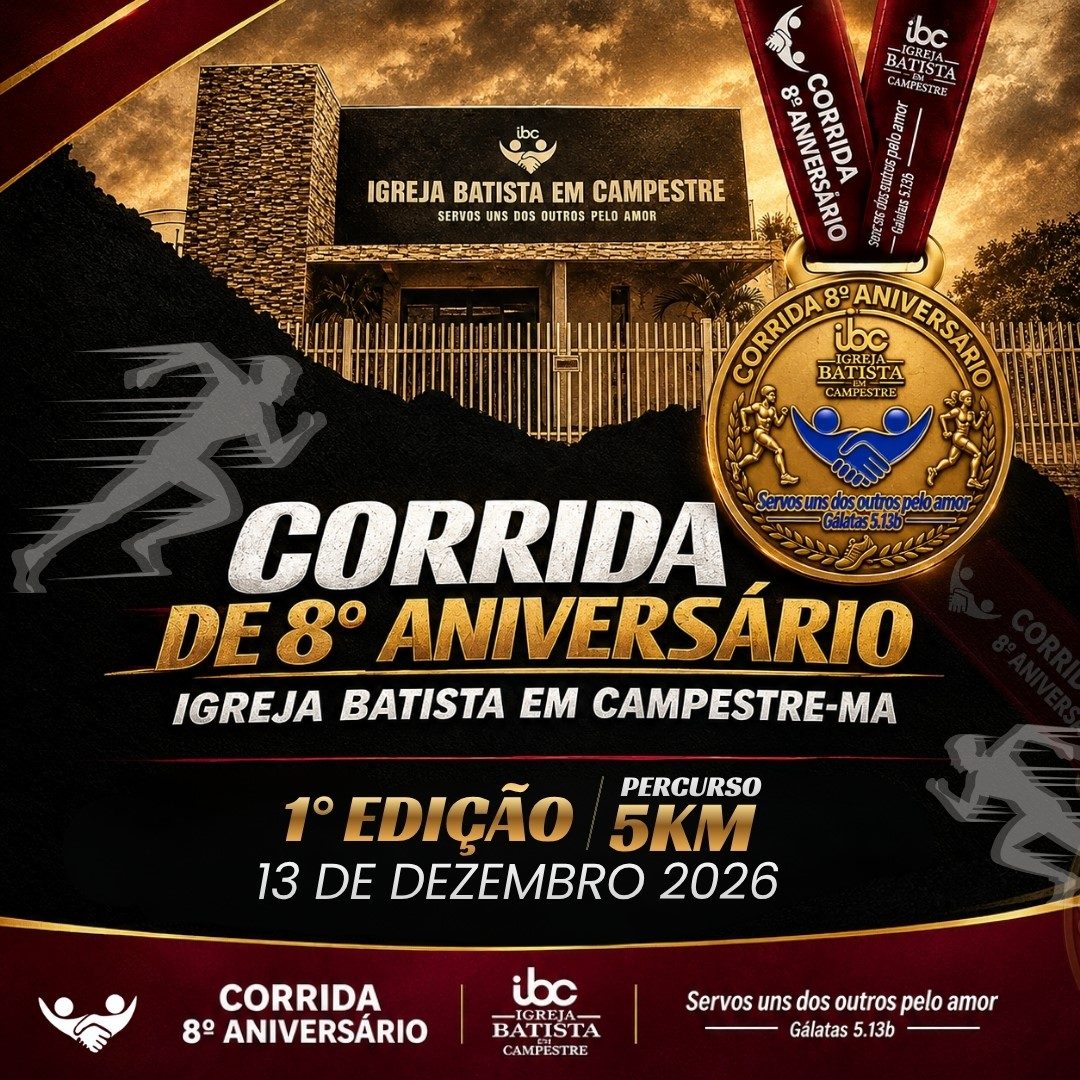 ibc
IGREJA BATISTA EM CAMPESTRE
SERVOS UNS DOS OUTROS PELO AMOR
CORRIDA
8º ANIVERSÁRIO
ibc
IGREJA
BATISTA
EM
CAMPESTRE
Servos uns dos outros pelo amor
Gálatas 5.13b
CORRIDA 8º ANIVERSÁRIO
ibc
IGREJA
BATISTA
EM
CAMPESTRE
Servos uns dos outros pelo amor
Gálatas 5.13b
CORRIDA
DE 8º ANIVERSÁRIO
IGREJA BATISTA EM CAMPESTRE-MA
1º EDIÇÃO
PERCURSO
5KM
13 DE DEZEMBRO 2026
CORRIDA
8º ANIVERSÁRIO
ibc
IGREJA
BATISTA
EM
CAMPESTRE
Servos uns dos outros pelo amor
Gálatas 5.13b